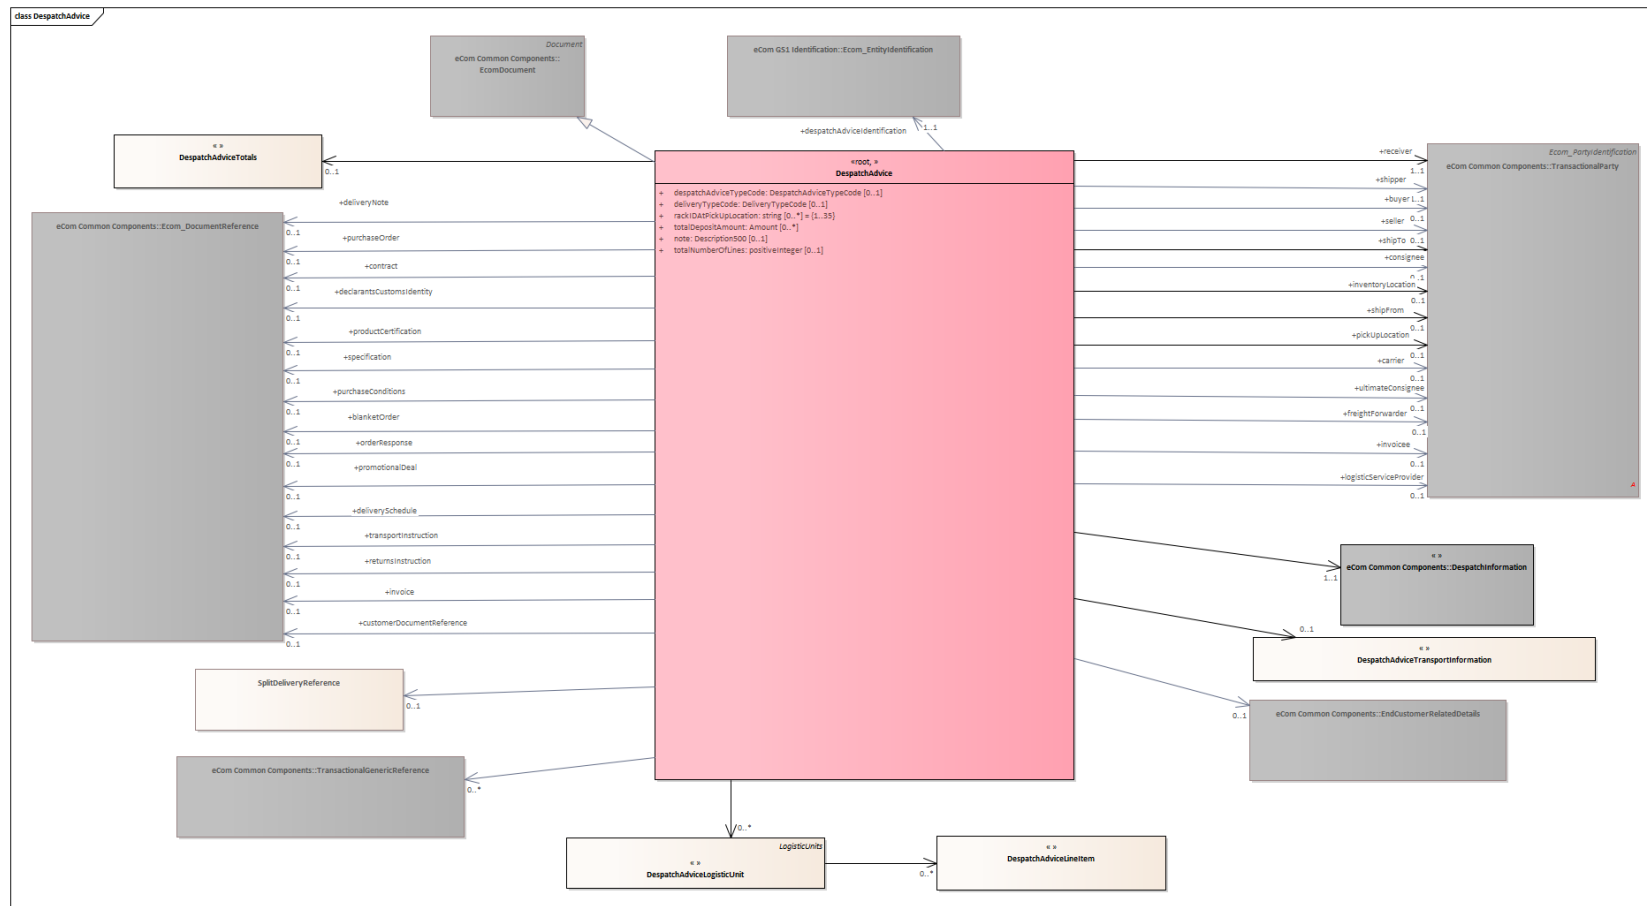 class DespatchAdvice
Document
eCom Common Components::
EcomDocument
eCom GS1 Identification::Ecom_EntityIdentification
+despatchAdviceIdentification
1..1
« »
DespatchAdviceTotals
0..1
«root, »
DespatchAdvice
+ despatchAdviceTypeCode: DespatchAdviceTypeCode [0..1]
+ deliveryTypeCode: DeliveryTypeCode [0..1]
+ rackIDAtPickUpLocation: string [0..*] = {1..35}
+ totalDepositAmount: Amount [0..*]
+ note: Description500 [0..1]
+ totalNumberOfLines: positiveInteger [0..1]
eCom Common Components::Ecom_DocumentReference
+deliveryNote
0..1
+purchaseOrder
0..1
+contract
0..1
+declarantsCustomsIdentity
0..1
+productCertification
0..1
+specification
0..1
+purchaseConditions
0..1
+blanketOrder
0..1
+orderResponse
0..1
+promotionalDeal
0..1
+deliverySchedule
0..1
+transportInstruction
0..1
+returnsInstruction
0..1
+invoice
0..1
+customerDocumentReference
0..1
Ecom_PartyIdentification
eCom Common Components::TransactionalParty
+receiver
1..1
+shipper
+buyer 1..1
+seller 0..1
+shipTo 0..1
+consignee
0..1
+inventoryLocation
0..1
+shipFrom
0..1
+pickUpLocation
0..1
+carrier
0..1
+ultimateConsignee
0..1
+freightForwarder
0..1
+invoicee
0..1
+logisticServiceProvider
0..1
A
« »
eCom Common Components::DespatchInformation
1..1
0..1
« »
DespatchAdviceTransportInformation
eCom Common Components::EndCustomerRelatedDetails
0..1
SplitDeliveryReference
0..1
eCom Common Components::TransactionalGenericReference
0..*
0..*
LogisticUnits
« »
DespatchAdviceLogisticUnit
« »
DespatchAdviceLineItem
0..*